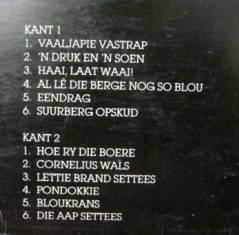 KANT 1
1. VAALJAPIE VASTRAP
2. 'N DRUK EN 'N SOEN
3. HAAI, LAAT WAAI!
4. AL LÊ DIE BERGE NOG SO BLOU
5. EENDRAG
6. SUURBERG OPSKUD
KANT 2
1. HOE RY DIE BOERE
2. CORNELIUS WALS
3. LETTIE BRAND SETTEES
4. PONDOKKIE
5. BLOUKRANS
6. DIE AAP SETTEES